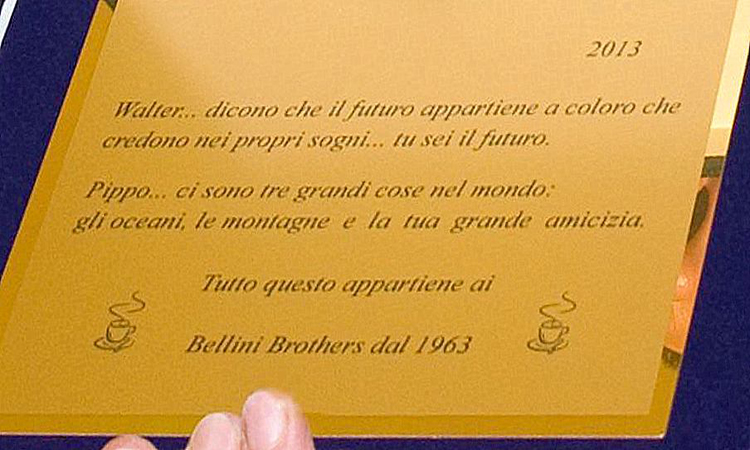 2013
Walter... dicono che il futuro appartiene a coloro che
credono nei propri sogni... tu sei il futuro.
Pippo... ci sono tre grandi cose nel mondo:
gli oceani, le montagne e la tua grande amicizia.
Tutto questo appartiene ai
Bellini Brothers dal 1963